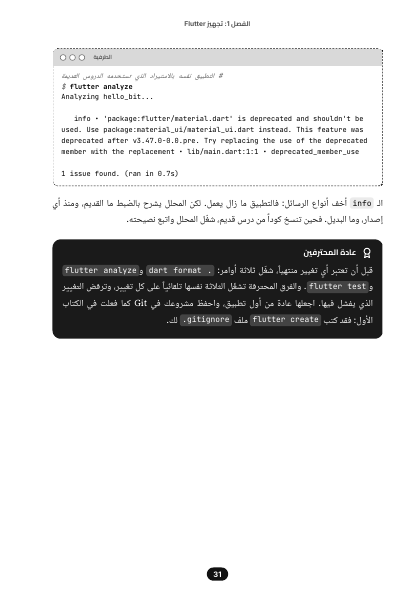 الفصل 1: تجهيز Flutter
الطرفية
# التطبيق نفسه بالاستيراد الذي تستخدمه الدروس القديمة
$ flutter analyze
Analyzing hello_bit...
info • 'package:flutter/material.dart' is deprecated and shouldn't be
used. Use package:material_ui/material_ui.dart instead. This feature was
deprecated after v3.47.0-0.0.pre. Try replacing the use of the deprecated
member with the replacement • lib/main.dart:1:1 • deprecated_member_use
1 issue found. (ran in 0.7s)
الـ info أخف أنواع الرسائل: فالتطبيق ما زال يعمل. لكن المحلل يشرح بالضبط ما القديم، ومنذ أي
إصدار، وما البديل. فحين تنسخ كوداً من درس قديم، شغّل المحلل واتبع نصيحته.
عادة المحترفين
قبل أن تعتبر أي تغيير منتهياً، شغّل ثلاثة أوامر: dart format . و flutter analyze
و flutter test. والفرق المحترفة تشغّل الثلاثة نفسها تلقائياً على كل تغيير، وترفض التغيير
الذي يفشل فيها. اجعلها عادة من أول تطبيق، واحفظ مشروعك في Git كما فعلت في الكتاب
الأول: فقد كتب flutter create ملف .gitignore لك.
31